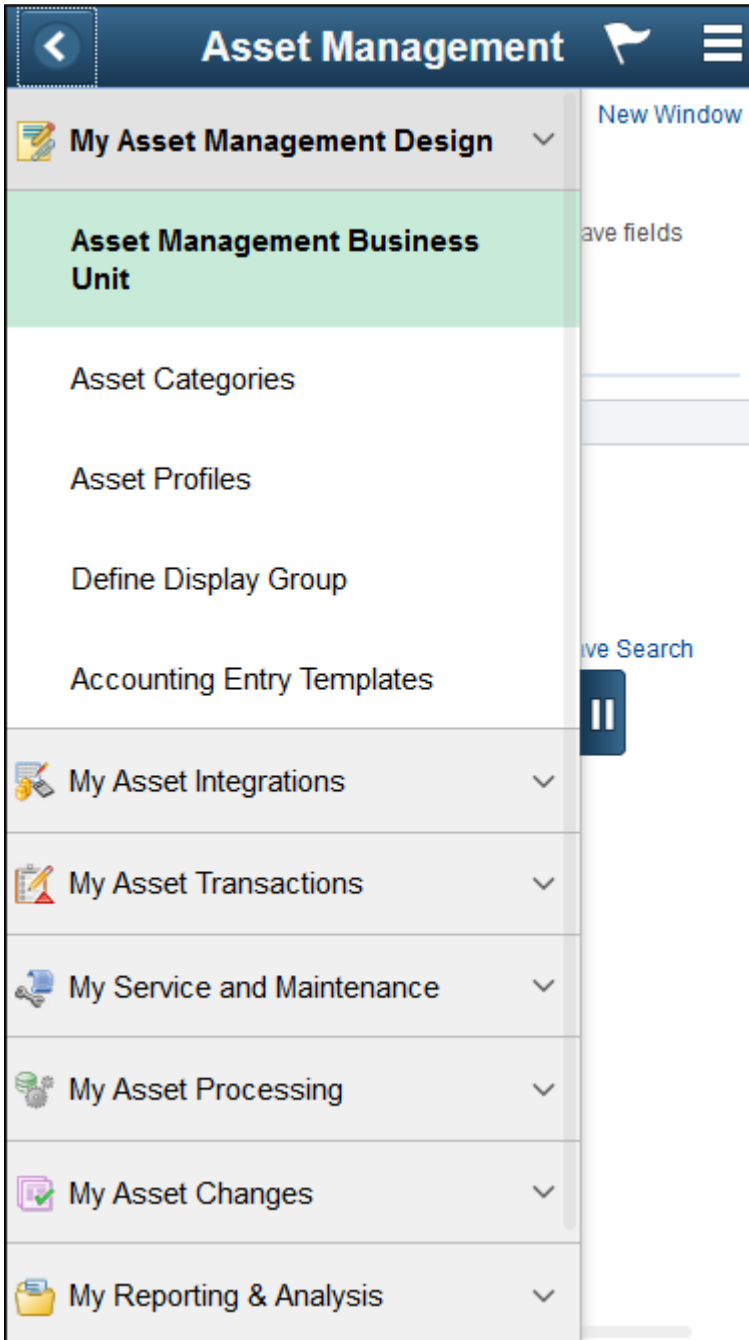 Asset Management
New Window
My Asset Management Design
Asset Management Business
Unit
ave fields
Asset Categories
Asset Profiles
Define Display Group
ve Search
Accounting Entry Templates
My Asset Integrations
My Asset Transactions
My Service and Maintenance
My Asset Processing
My Asset Changes
My Reporting & Analysis